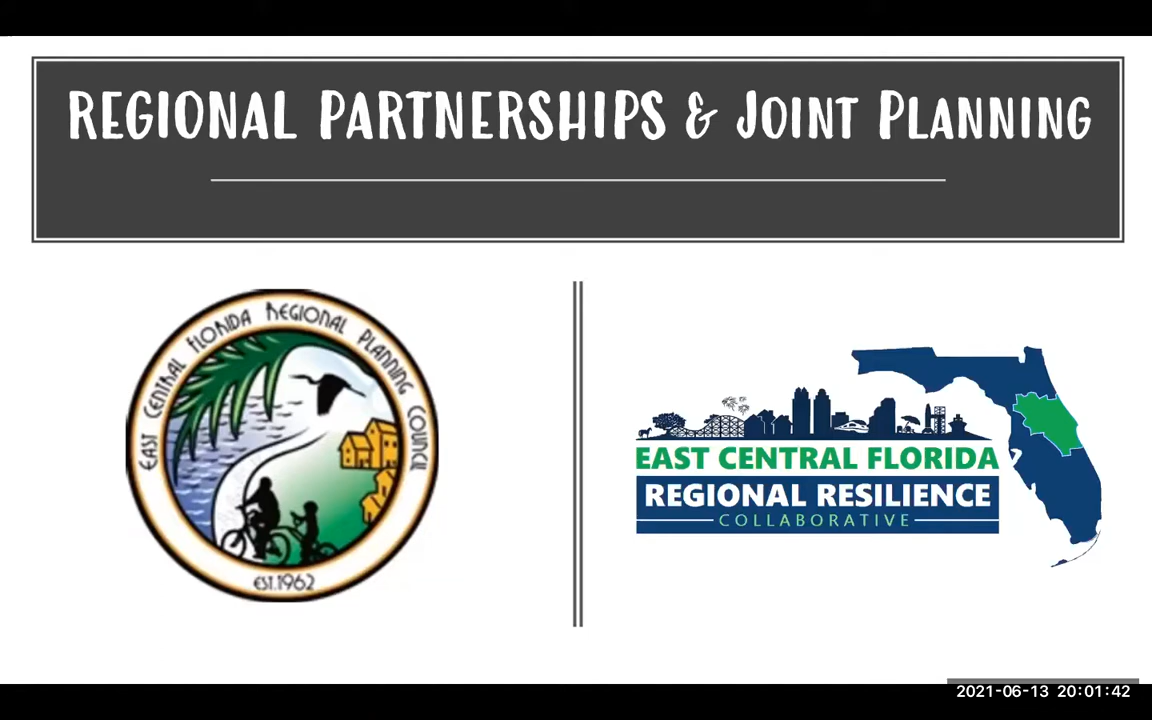 REGIONAL PARTNERSHIPS & JOINT PLANNING
EAST CENTRAL FLORIDA REGIONAL PLANNING COUNCIL
EST. 1962
EAST CENTRAL FLORIDA
REGIONAL RESILIENCE
COLLABORATIVE
2021-06-13 20:01:42